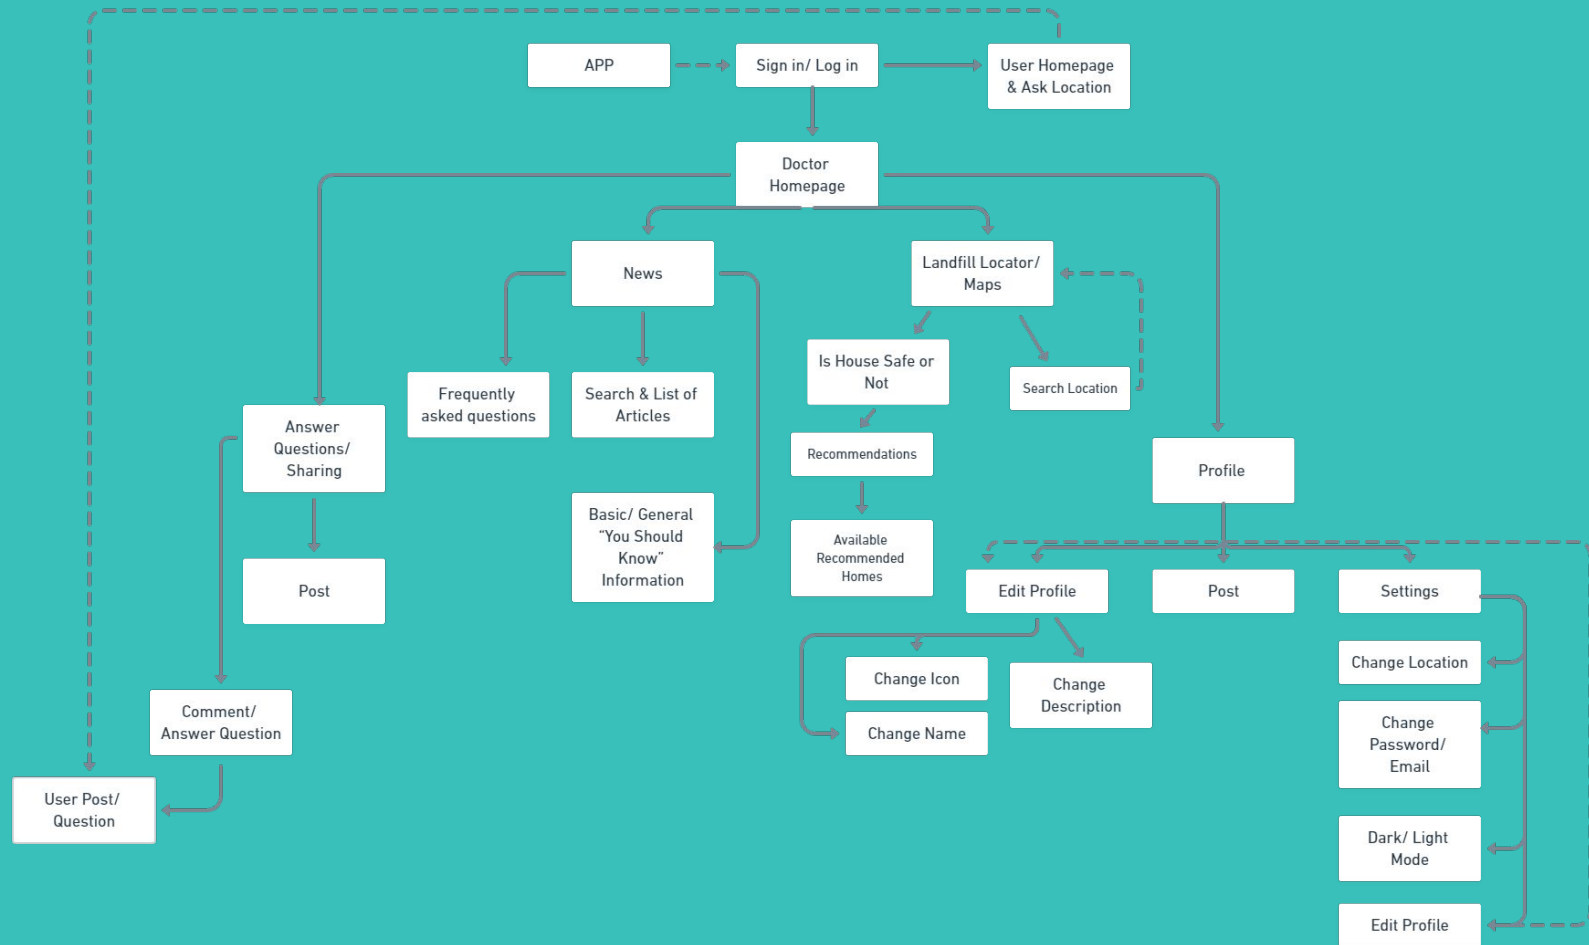 APP
Sign in/ Log in
User Homepage
& Ask Location
Doctor
Homepage
News
Landfill Locator/
Maps
Frequently
asked questions
Search & List of
Articles
Is House Safe or
Not
Search Location
Answer
Questions/
Sharing
Recommendations
Profile
Basic/ General
"You Should
Know"
Information
Available
Recommended
Homes
Post
Edit Profile
Post
Settings
Change Icon
Change
Description
Change Location
Change Name
Change
Password/
Email
Comment/
Answer Question
User Post/
Question
Dark/ Light
Mode
Edit Profile